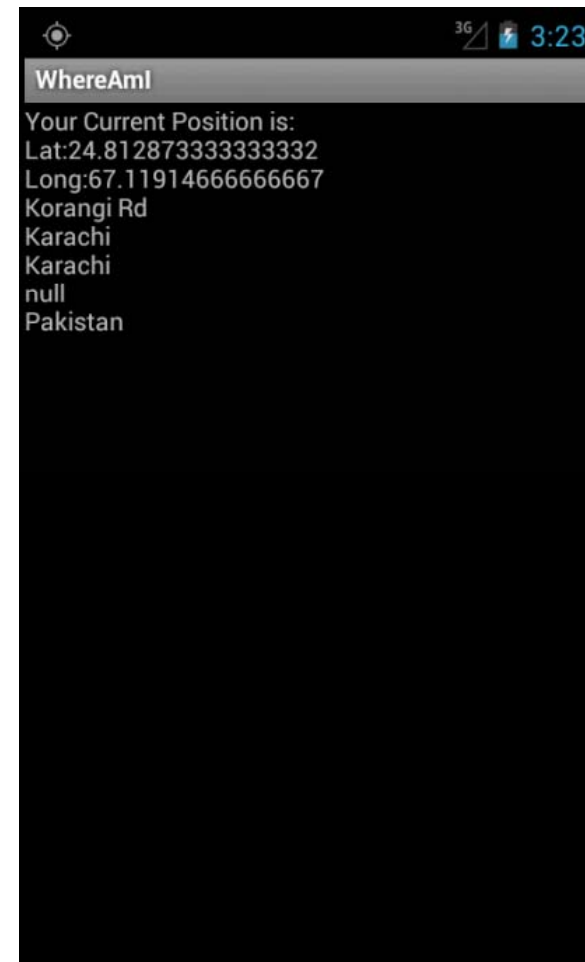 3G 3:23
WhereAmI
Your Current Position is:
Lat:24.812873333333332
Long:67.11914666666667
Korangi Rd
Karachi
Karachi
null
Pakistan